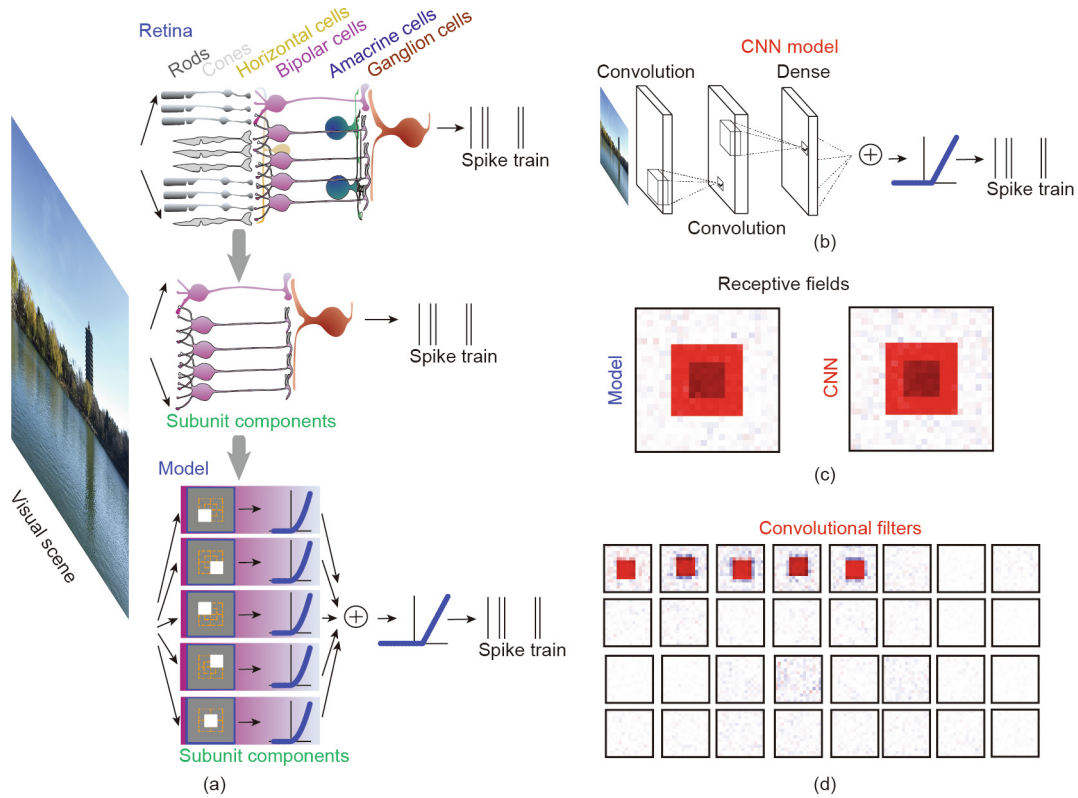 Retina
Rods
Cones
Horizontal cells
Bipolar cells
Amacrine cells
Ganglion cells
Spike train
Spike train
Subunit components
Visual scene
Model
Spike train
Subunit components
(a)
CNN model
Convolution
Dense
Convolution
Spike train
(b)
Receptive fields
Model
CNN
(c)
Convolutional filters
(d)